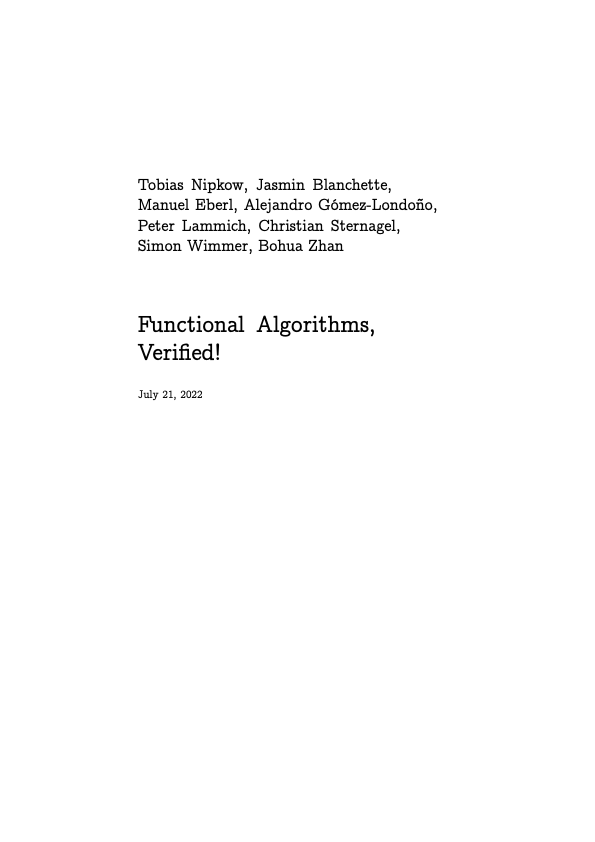 Tobias Nipkow, Jasmin Blanchette,
Manuel Eberl, Alejandro Gómez-Londoño,
Peter Lammich, Christian Sternagel,
Simon Wimmer, Bohua Zhan
Functional Algorithms,
Verified!
July 21, 2022